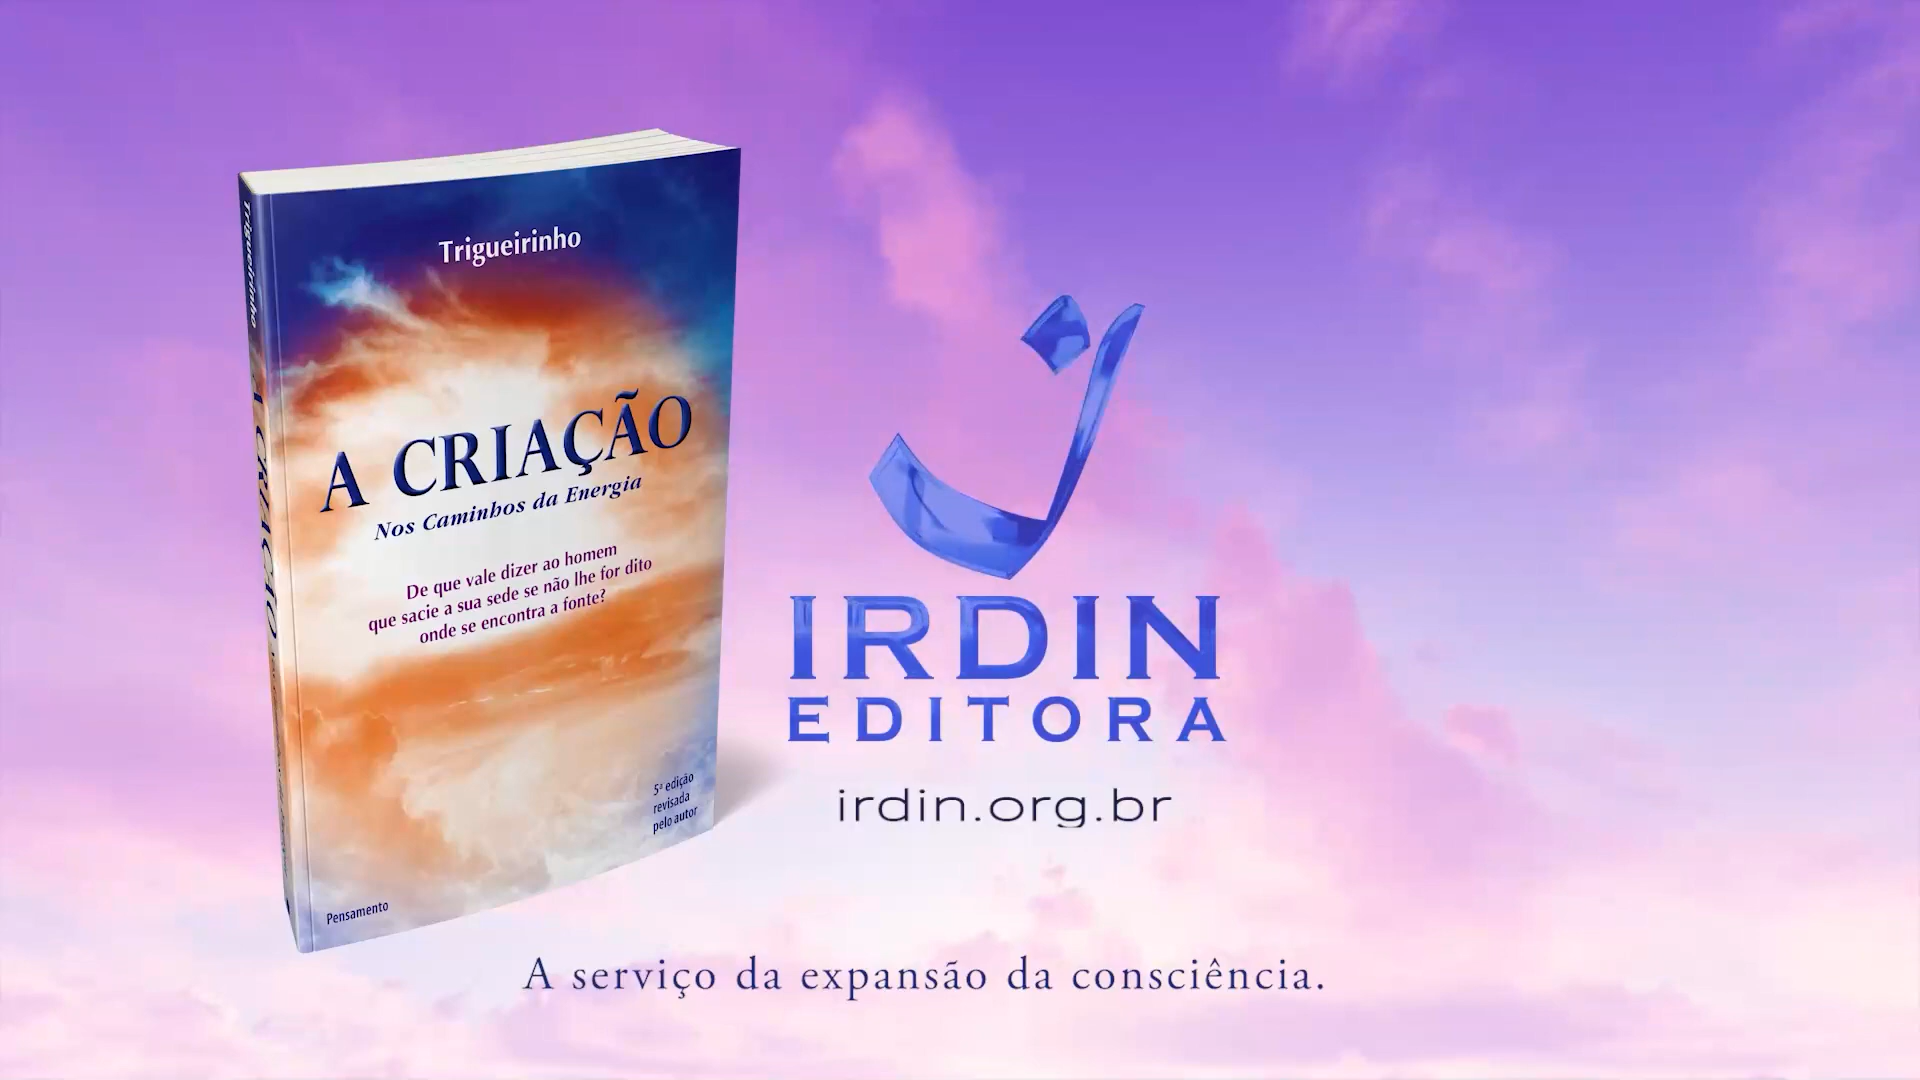 Trigueirinho
Trigueirinho
A CRIAÇÃO
Nos Caminhos da Energia
De que vale dizer ao homem
que sacie a sua sede se não lhe for dito
onde se encontra a fonte?
5ª edição
revisada
pelo autor
Pensamento
IRDIN
EDITORA
irdin.org.br
A serviço da expansão da consciência.